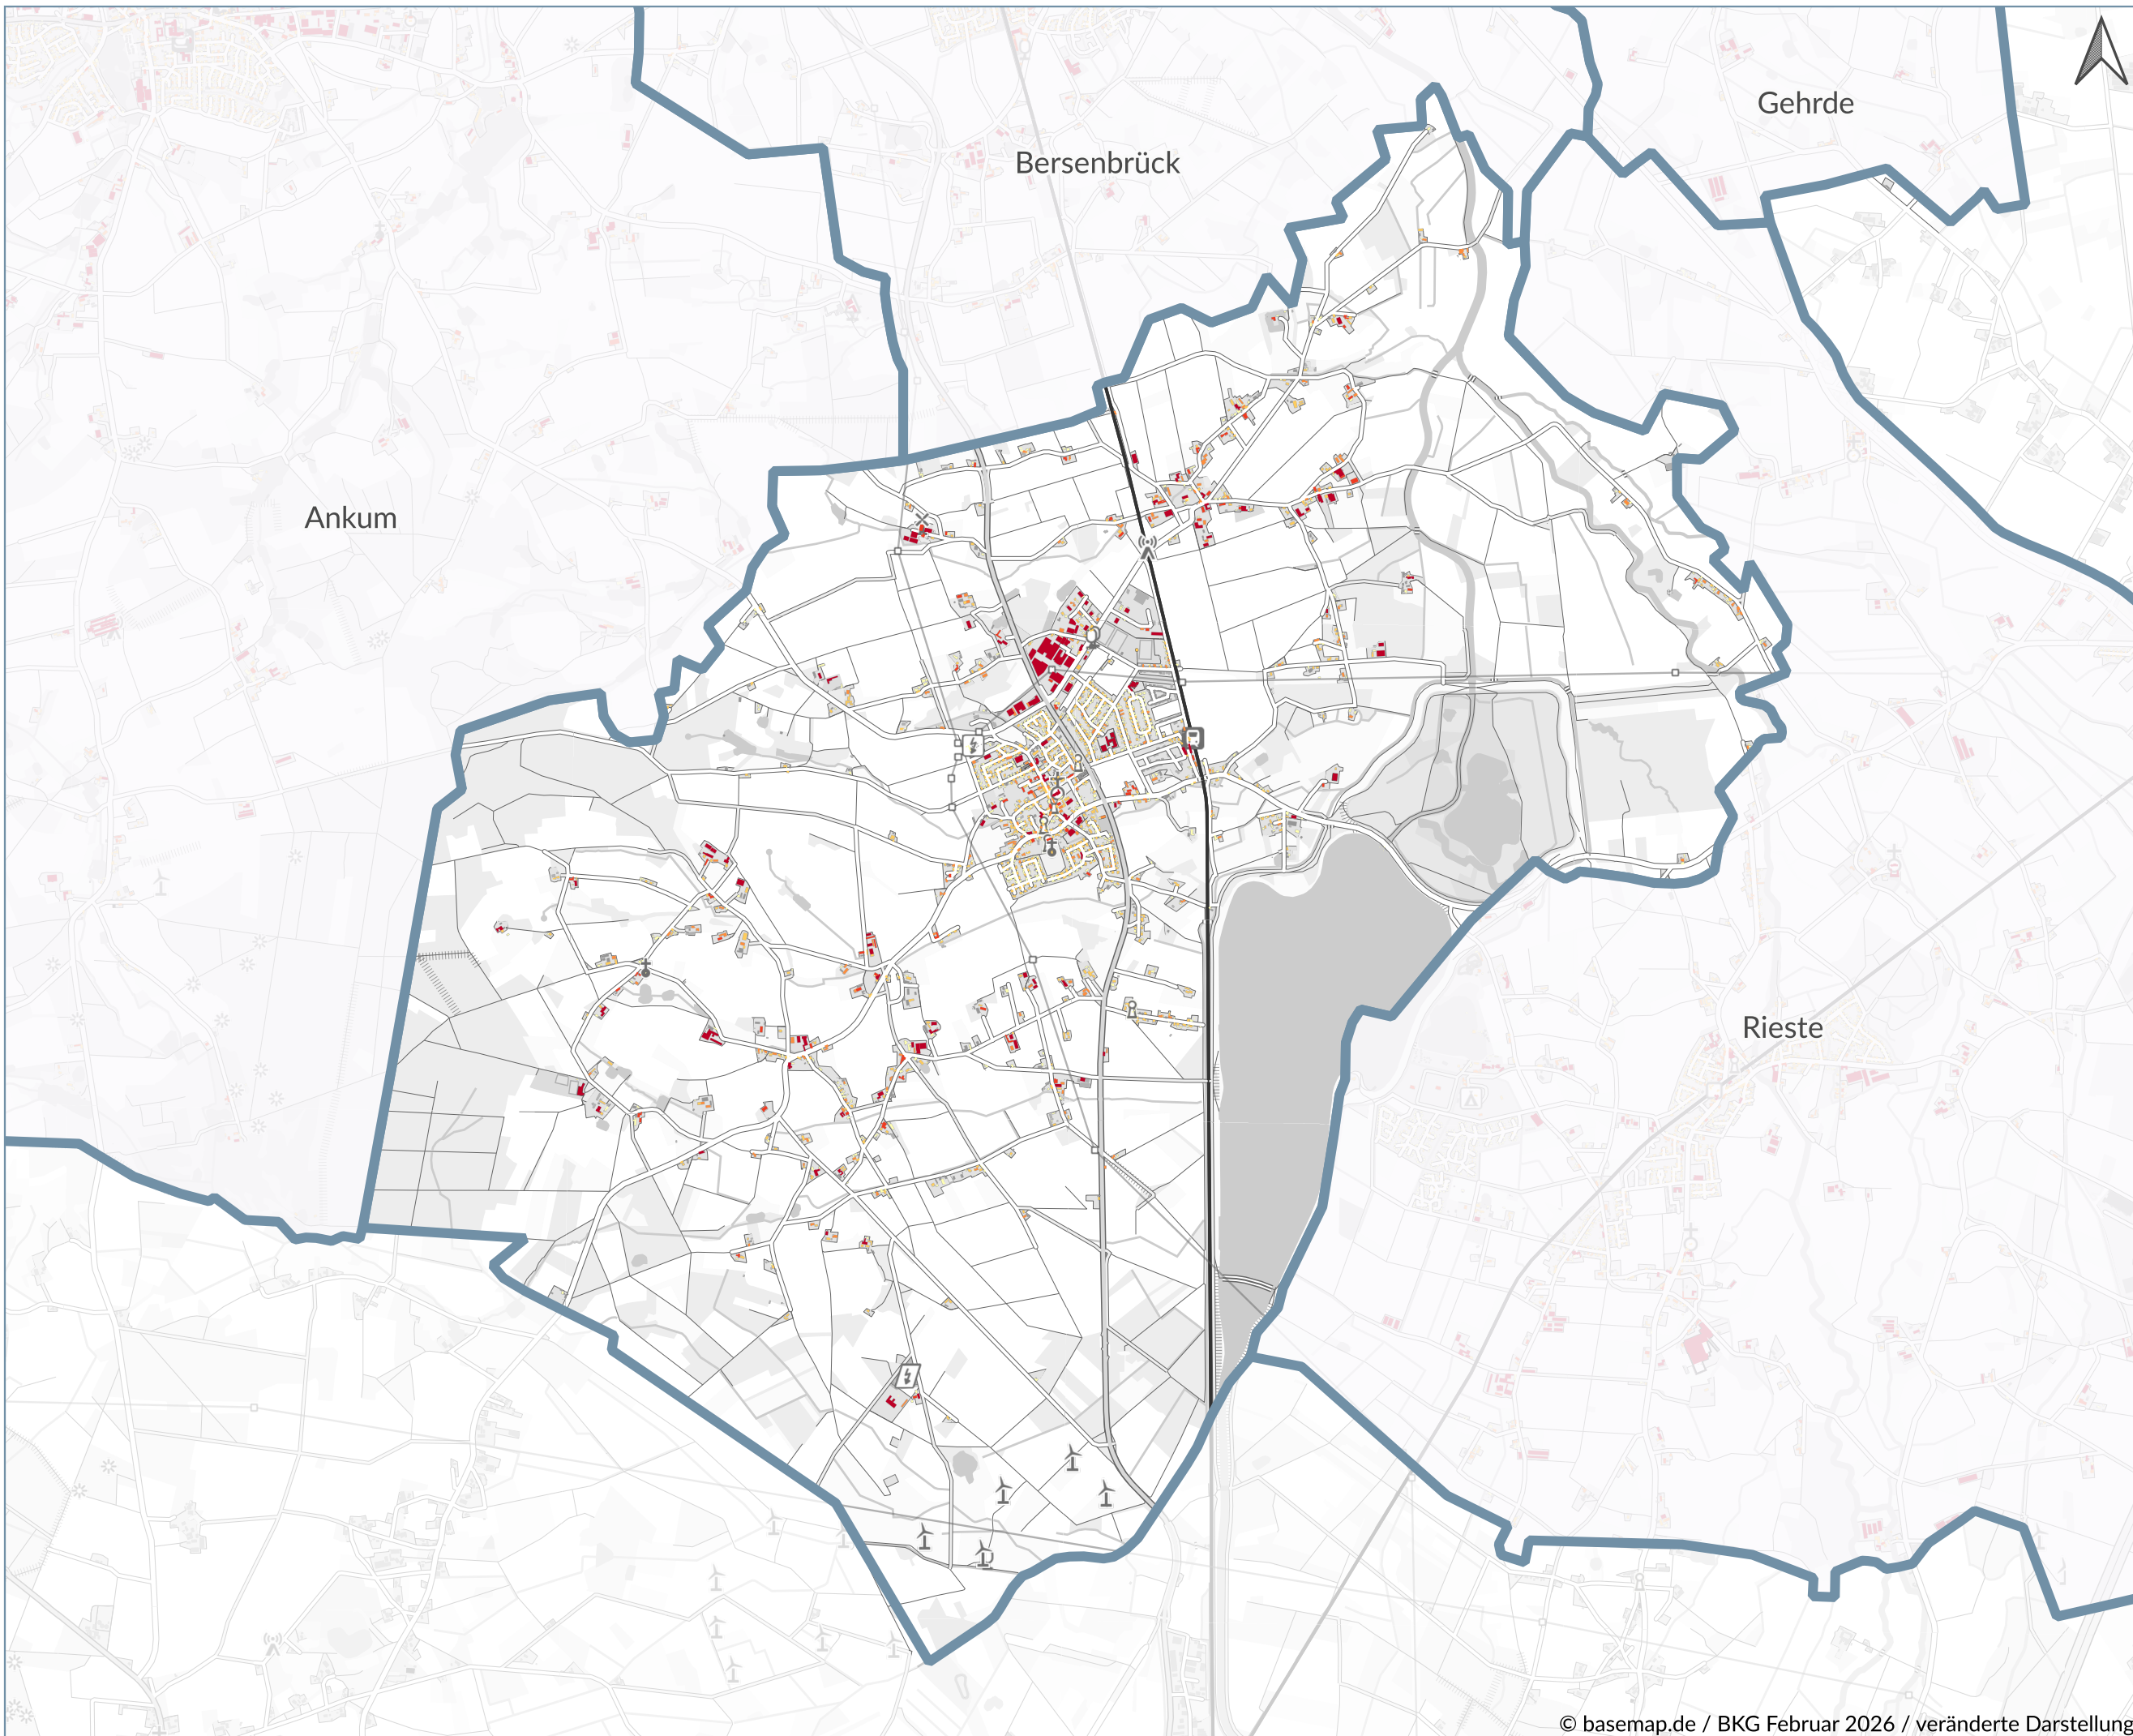 Gehrde
Bersenbrück
Ankum
Rieste
© basemap.de / BKG Februar 2026 / veränderte Darstellung